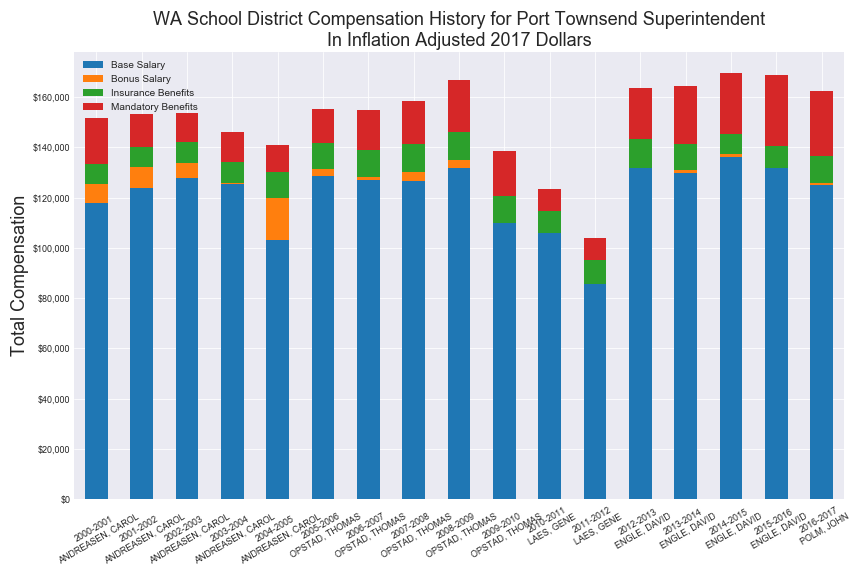 WA School District Compensation History for Port Townsend Superintendent
In Inflation Adjusted 2017 Dollars
Base Salary
Bonus Salary
Insurance Benefits
Mandatory Benefits
Total Compensation
$160,000
$140,000
$120,000
$100,000
$80,000
$60,000
$40,000
$20,000
$0
2000-2001
ANDREASEN, CAROL
2001-2002
ANDREASEN, CAROL
2002-2003
ANDREASEN, CAROL
2003-2004
ANDREASEN, CAROL
2004-2005
ANDREASEN, CAROL
2005-2006
OPSTAD, THOMAS
2006-2007
OPSTAD, THOMAS
2007-2008
OPSTAD, THOMAS
2008-2009
OPSTAD, THOMAS
2009-2010
OPSTAD, THOMAS
2010-2011
LAES, GENE
2011-2012
LAES, GENE
2012-2013
ENGLE, DAVID
2013-2014
ENGLE, DAVID
2014-2015
ENGLE, DAVID
2015-2016
ENGLE, DAVID
2016-2017
POLM, JOHN